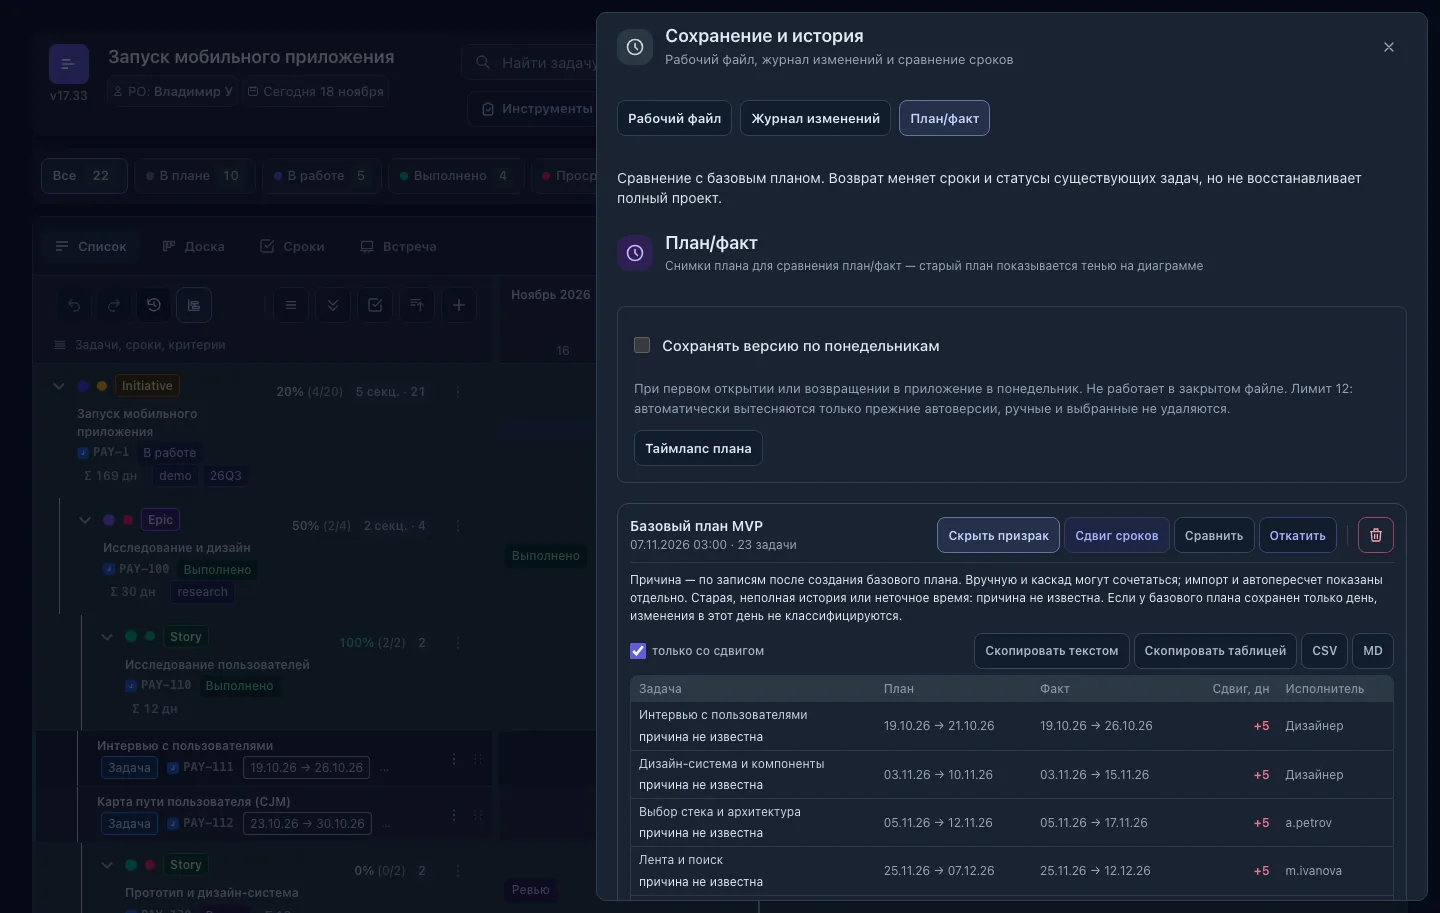 Запуск мобильного приложения
v17.33
РО: Владимир У
Сегодня 18 ноября
Найти задачу
Инструменты
Все 22
В плане 10
В работе 5
Выполнено 4
Проср
Список
Доска
Сроки
Встреча
Ноябрь 2026
Задачи, сроки, критерии
16
Initiative
20% (4/20)
5 секц. · 21
Запуск мобильного
приложения
PAY-1
В работе
Σ 169 дн
demo
26Q3
Epic
50% (2/4)
2 секц. · 4
Исследование и дизайн
PAY-100
Выполнено
Σ 30 дн
research
Выполнено
Story
100% (2/2)
2
Исследование пользователей
PAY-110
Выполнено
Σ 12 дн
Интервью с пользователями
Задача
PAY-111
19.10.26 → 26.10.26
...
Карта пути пользователя (CJM)
Задача
PAY-112
23.10.26 → 30.10.26
...
Story
0% (0/2)
2
Прототип и дизайн-система
Ревью
Сохранение и история
Рабочий файл, журнал изменений и сравнение сроков
Рабочий файл
Журнал изменений
План/факт
Сравнение с базовым планом. Возврат меняет сроки и статусы существующих задач, но не восстанавливает
полный проект.
План/факт
Снимки плана для сравнения план/факт — старый план показывается тенью на диаграмме
Сохранять версию по понедельникам
При первом открытии или возвращении в приложение в понедельник. Не работает в закрытом файле. Лимит 12:
автоматически вытесняются только прежние автоверсии, ручные и выбранные не удаляются.
Таймлапс плана
Базовый план MVP
07.11.2026 03:00 · 23 задачи
Скрыть призрак
Сдвиг сроков
Сравнить
Откатить
Причина — по записям после создания базового плана. Вручную и каскад могут сочетаться; импорт и автопересчет показаны
отдельно. Старая, неполная история или неточное время: причина не известна. Если у базового плана сохранен только день,
изменения в этот день не классифицируются.
только со сдвигом
Скопировать текстом
Скопировать таблицей
CSV
MD
Задача План Факт Сдвиг, дн Исполнитель
Интервью с пользователями
причина не известна
19.10.26 → 21.10.26 19.10.26 → 26.10.26 +5 Дизайнер
Дизайн-система и компоненты
причина не известна
03.11.26 → 10.11.26 03.11.26 → 15.11.26 +5 Дизайнер
Выбор стека и архитектура
причина не известна
05.11.26 → 12.11.26 05.11.26 → 17.11.26 +5 a.petrov
Лента и поиск
причина не известна
25.11.26 → 07.12.26 25.11.26 → 12.12.26 +5 m.ivanova